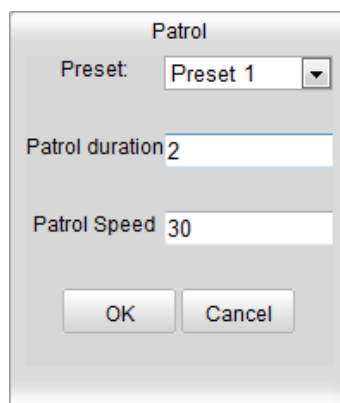 Patrol
Preset: Preset 1
Patrol duration 2
Patrol Speed 30
OK Cancel